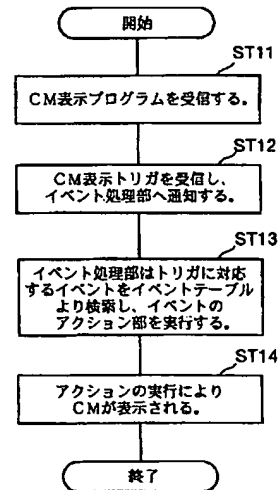 開始
ST11
CM表示プログラムを受信する。
ST12
CM表示トリガを受信し、
イベント処理部へ通知する。
ST13
イベント処理部はトリガに対応
するイベントをイベントテーブル
より検索し、イベントの
アクション部を実行する。
ST14
アクションの実行により
CMが表示される。
終了